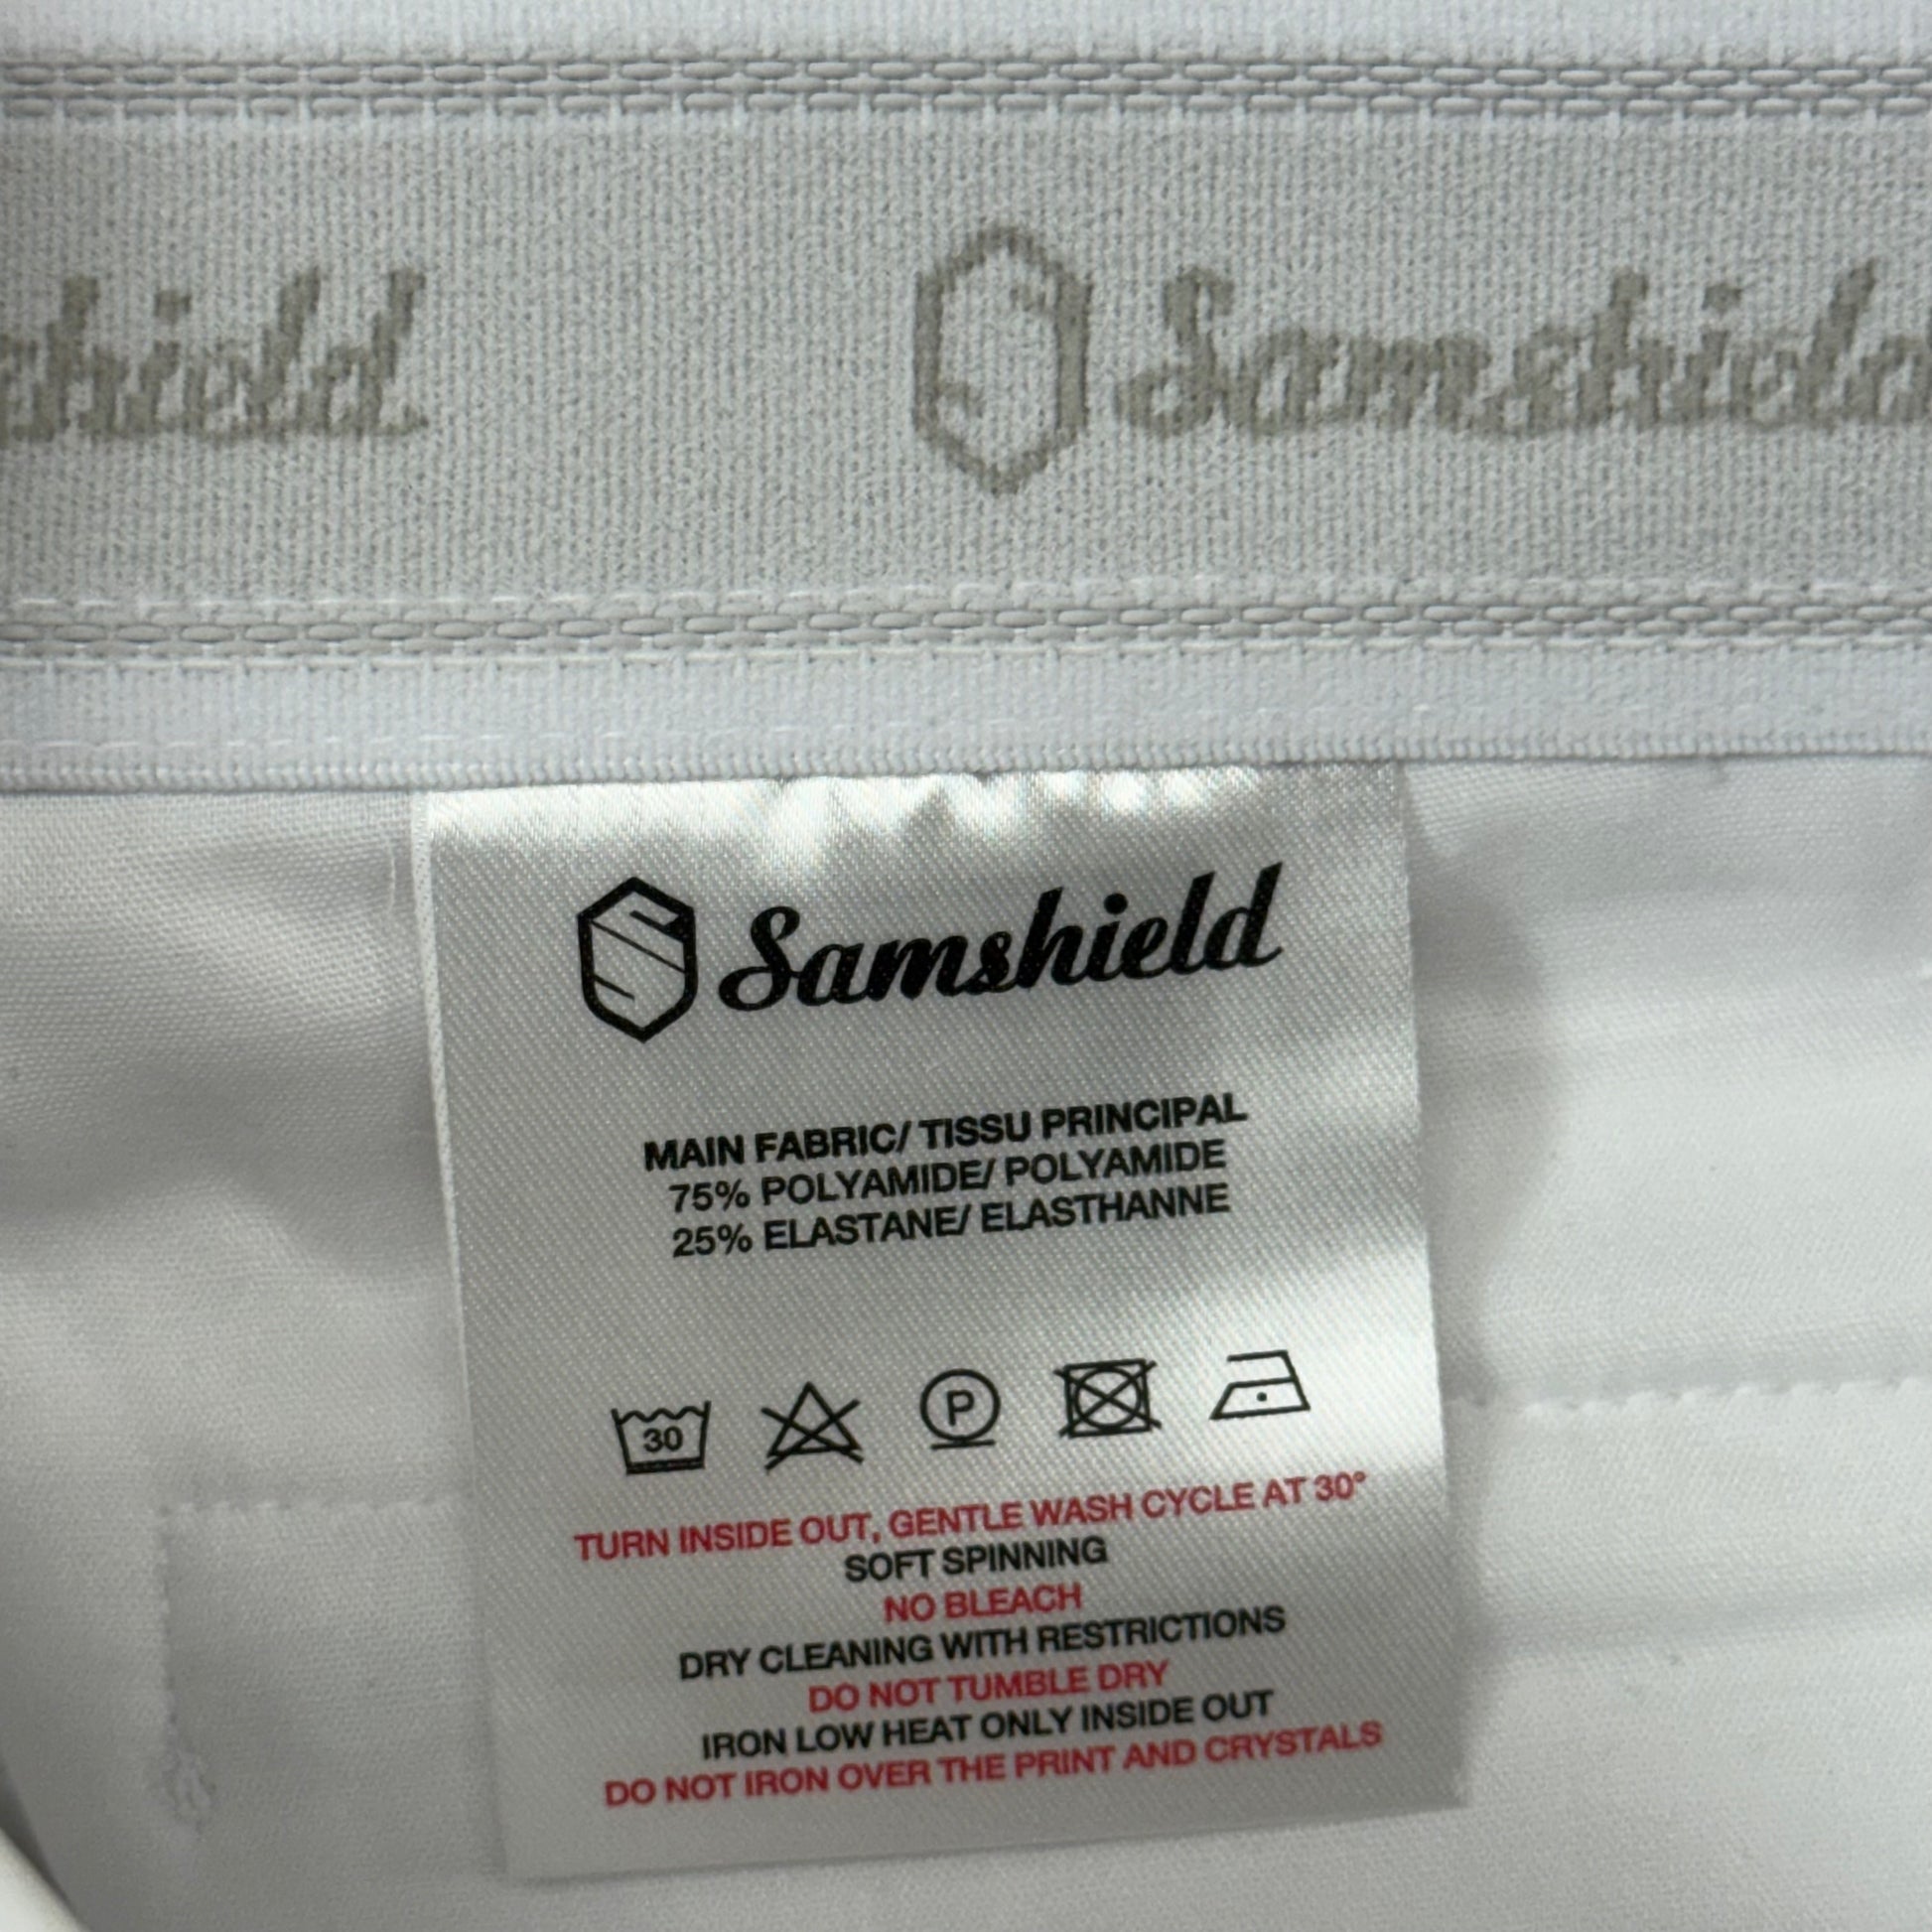 shield Samshield
Samshield
MAIN FABRIC/ TISSU PRINCIPAL
75% POLYAMIDE/ POLYAMIDE
25% ELASTANE/ ELASTHANNE
30 P
TURN INSIDE OUT, GENTLE WASH CYCLE AT 30°
SOFT SPINNING
NO BLEACH
DRY CLEANING WITH RESTRICTIONS
DO NOT TUMBLE DRY
IRON LOW HEAT ONLY INSIDE OUT
DO NOT IRON OVER THE PRINT AND CRYSTALS